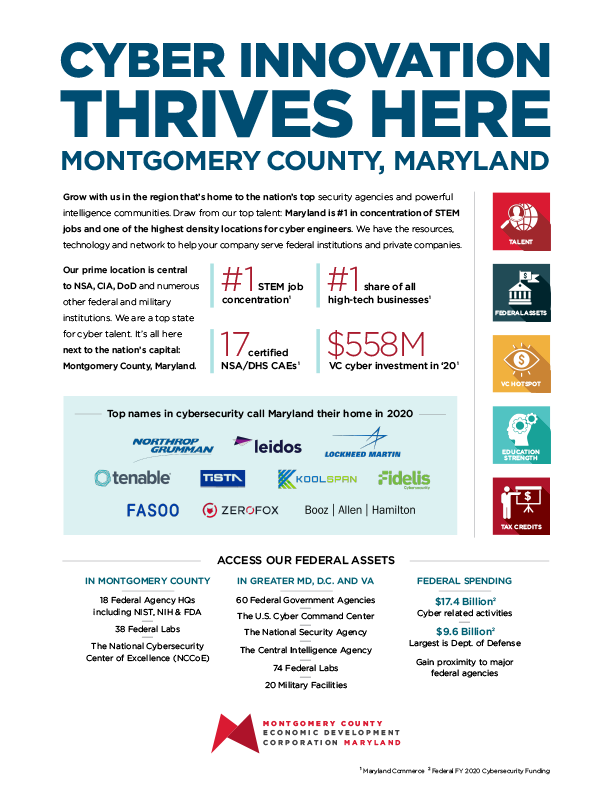 CYBER INNOVATION
THRIVES HERE
MONTGOMERY COUNTY, MARYLAND
Grow with us in the region that's home to the nation's top security agencies and powerful
intelligence communities. Draw from our top talent: Maryland is #1 in concentration of STEM
jobs and one of the highest density locations for cyber engineers. We have the resources,
technology and network to help your company serve federal institutions and private companies.
Our prime location is central
to NSA, CIA, DoD and numerous
other federal and military
institutions. We are a top state
for cyber talent. It's all here
next to the nation's capital:
Montgomery County, Maryland.
#1 STEM job
concentration¹
#1 share of all
high-tech businesses¹
17 certified
NSA/DHS CAEs¹
$558M
VC cyber investment in '20¹
TALENT
$
FEDERAL ASSETS
$
VC HOTSPOT
EDUCATION
STRENGTH
$
TAX CREDITS
Top names in cybersecurity call Maryland their home in 2020
NORTHROP
GRUMMAN
leidos
LOCKHEED MARTIN
tenable
TiSTA
KOOLSPAN
Fidelis
Cybersecurity
FASOO
ZEROFOX
Booz | Allen | Hamilton
ACCESS OUR FEDERAL ASSETS
IN MONTGOMERY COUNTY
18 Federal Agency HQs
including NIST, NIH & FDA
38 Federal Labs
The National Cybersecurity
Center of Excellence (NCCoE)
IN GREATER MD, D.C. AND VA
60 Federal Government Agencies
The U.S. Cyber Command Center
The National Security Agency
The Central Intelligence Agency
74 Federal Labs
20 Military Facilities
FEDERAL SPENDING
$17.4 Billion²
Cyber related activities
$9.6 Billion²
Largest is Dept. of Defense
Gain proximity to major
federal agencies
MONTGOMERY COUNTY
ECONOMIC DEVELOPMENT
CORPORATION MARYLAND
¹ Maryland Commerce ² Federal FY 2020 Cybersecurity Funding